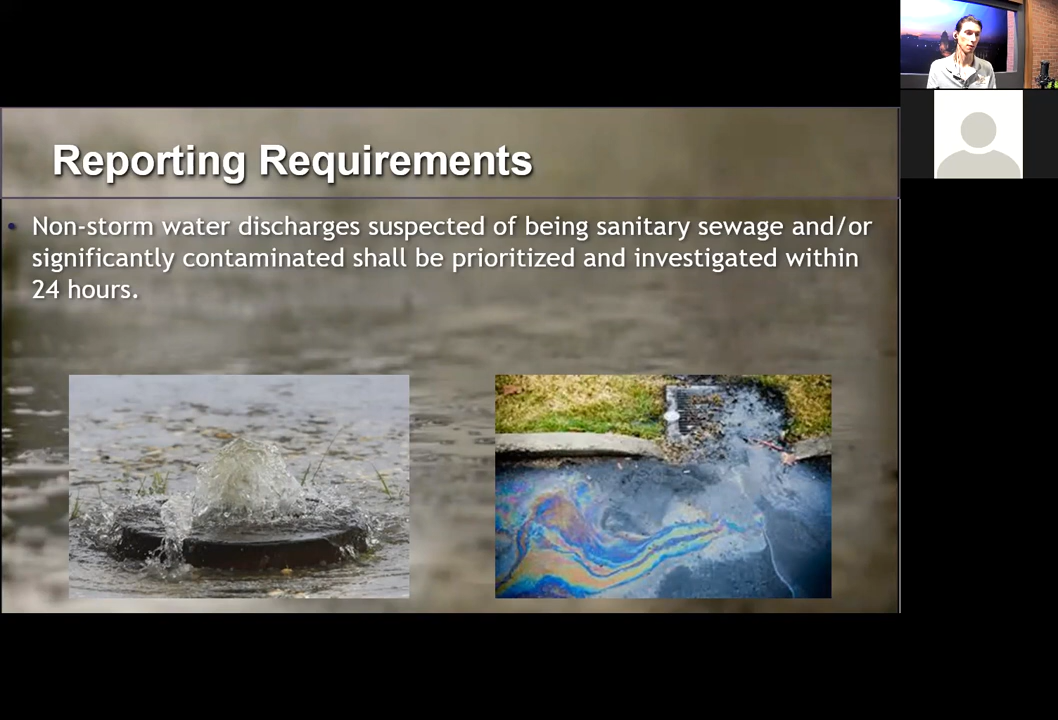 Reporting Requirements
• Non-storm water discharges suspected of being sanitary sewage and/or
significantly contaminated shall be prioritized and investigated within
24 hours.